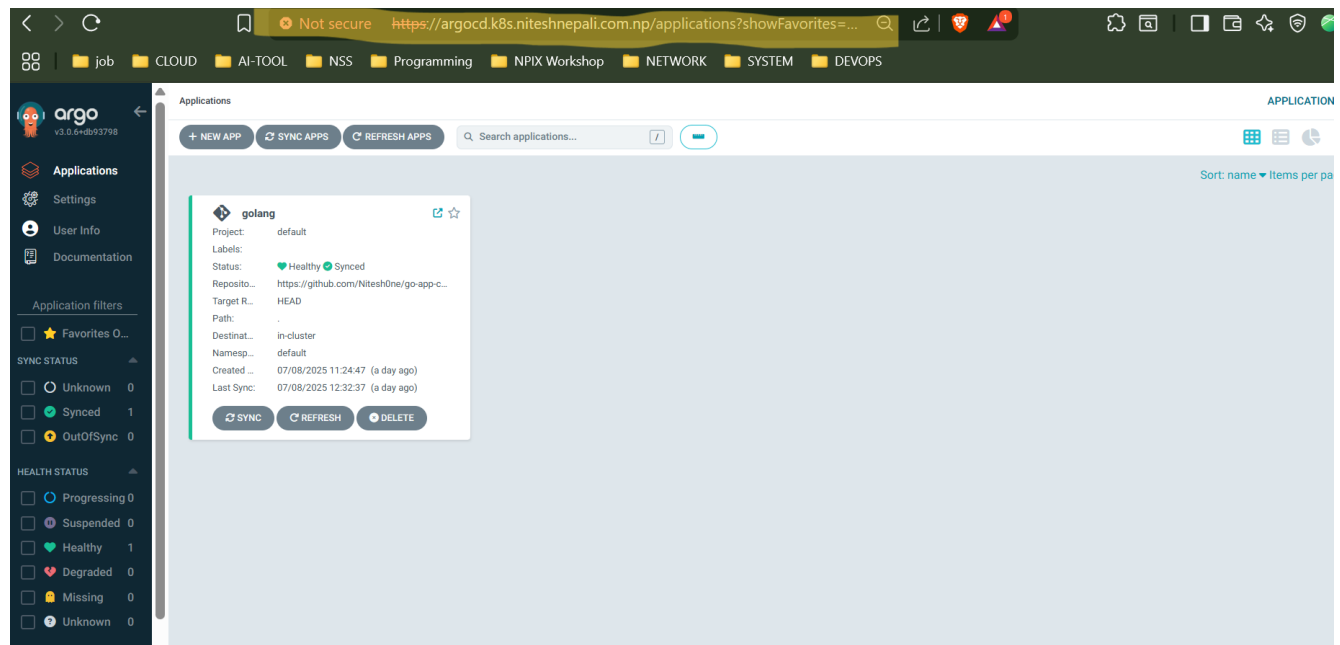 Not secure https://argocd.k8s.niteshnepali.com.np/applications?showFavorites=...
1
job CLOUD AI-TOOL NSS Programming NPIX Workshop NETWORK SYSTEM DEVOPS
argo
v3.0.6+db93798
Applications
Settings
User Info
Documentation
Application filters
Favorites O...
SYNC STATUS
Unknown 0
Synced 1
OutOfSync 0
HEALTH STATUS
Progressing 0
Suspended 0
Healthy 1
Degraded 0
Missing 0
Unknown 0
Applications
APPLICATION
+ NEW APP SYNC APPS REFRESH APPS Search applications... /
Sort: name Items per pa
golang
Project: default
Labels:
Status: Healthy Synced
Reposito... https://github.com/Nitesh0ne/go-app-c...
Target R... HEAD
Path: .
Destinat... in-cluster
Namesp... default
Created ... 07/08/2025 11:24:47 (a day ago)
Last Sync: 07/08/2025 12:32:37 (a day ago)
SYNC REFRESH DELETE